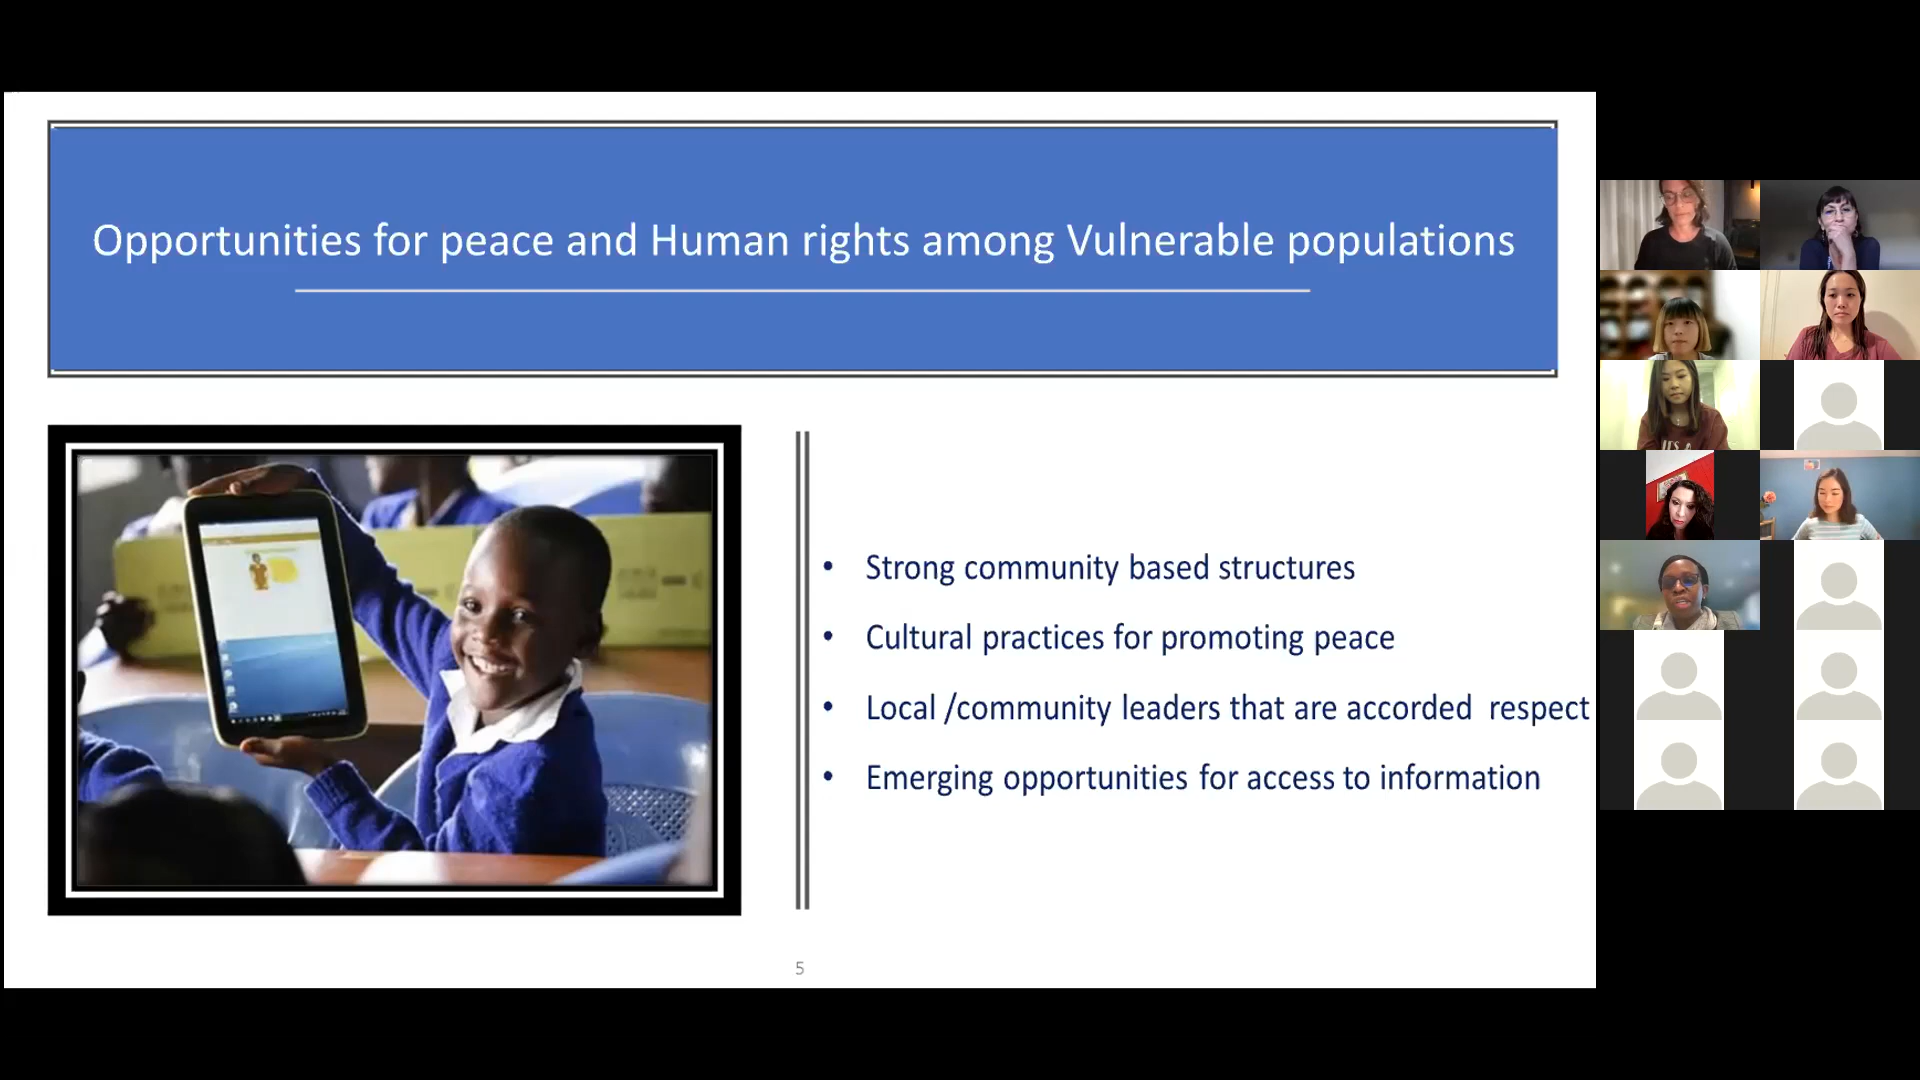 Opportunities for peace and Human rights among Vulnerable populations
• Strong community based structures
• Cultural practices for promoting peace
• Local /community leaders that are accorded  respect
• Emerging opportunities for access to information
5